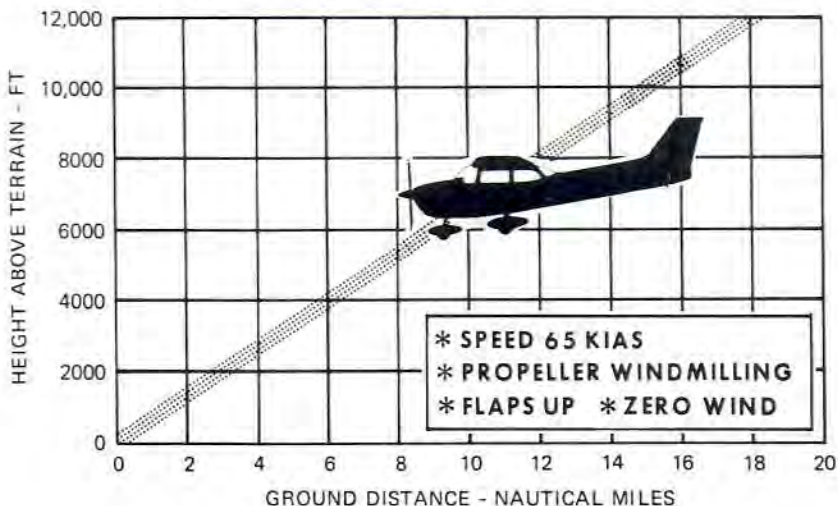 12,000
10,000
8000
6000
4000
2000
0
HEIGHT ABOVE TERRAIN - FT
* SPEED 65 KIAS
* PROPELLER WINDMILLING
* FLAPS UP * ZERO WIND
0 2 4 6 8 10 12 14 16 18 20
GROUND DISTANCE - NAUTICAL MILES